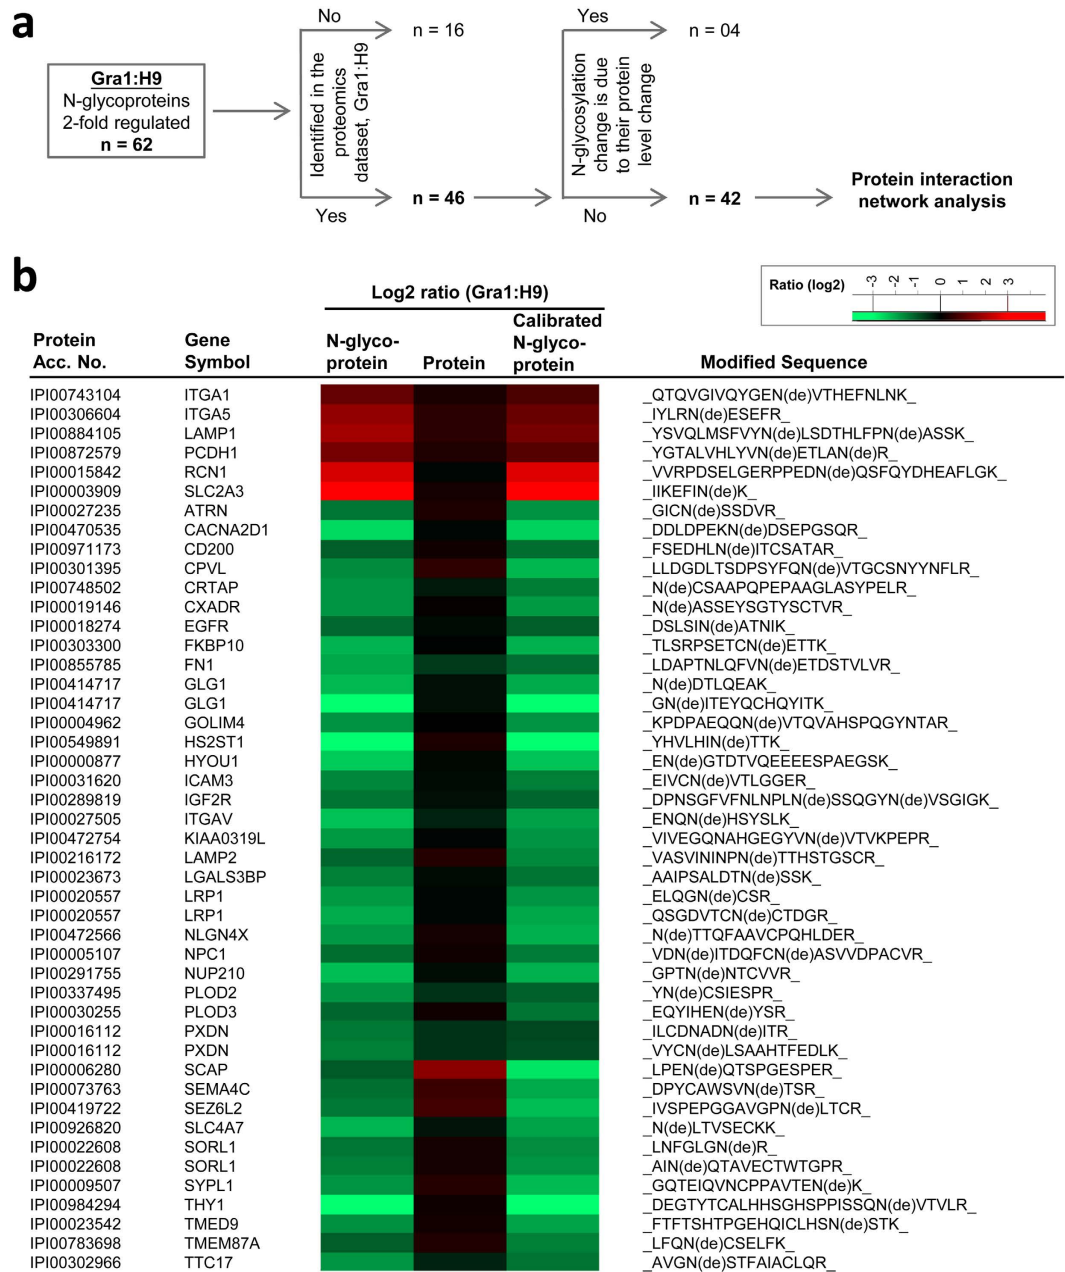 a
Gra1:H9
N-glycoproteins
2-fold regulated
n = 62
No
Identified in the
proteomics
dataset, Gra1:H9
Yes
n = 16
n = 46
Yes
N-glycosylation
change is due
to their protein
level change
No
n = 04
n = 42
Protein interaction
network analysis
b
Ratio (log2) -3 -2 -1 0 1 2 3
Log2 ratio (Gra1:H9)
Protein
Acc. No.
Gene
Symbol
N-glyco-
protein
Protein
Calibrated
N-glyco-
protein
Modified Sequence
IPI00743104 ITGA1 _QTQVGIVQYGEN(de)VTHEFNLNK_
IPI00306604 ITGA5 _IYLRN(de)ESEFR_
IPI00884105 LAMP1 _YSVQLMSFVYN(de)LSDTHLFPN(de)ASSK_
IPI00872579 PCDH1 _YGTALVHLYVN(de)ETLAN(de)R_
IPI00015842 RCN1 _VVRPDSELGERPPEDN(de)QSFQYDHEAFLGK_
IPI00003909 SLC2A3 _IIKEFIN(de)K_
IPI00027235 ATRN _GICN(de)SSDVR_
IPI00470535 CACNA2D1 _DDLDPEKN(de)DSEPGSQR_
IPI00971173 CD200 _FSEDHLN(de)ITCSATAR_
IPI00301395 CPVL _LLDGDLTSDPSYFQN(de)VTGCSNYYNFLR_
IPI00748502 CRTAP _N(de)CSAAPQPEPAAGLASYPELR_
IPI00019146 CXADR _N(de)ASSEYSGTYSCTVR_
IPI00018274 EGFR _DSLSIN(de)ATNIK_
IPI00303300 FKBP10 _TLSRPSETCN(de)ETTK_
IPI00855785 FN1 _LDAPTNLQFVN(de)ETDSTVLVR_
IPI00414717 GLG1 _N(de)DTLQEAK_
IPI00414717 GLG1 _GN(de)ITEYQCHQYITK_
IPI00004962 GOLIM4 _KPDPAEQQN(de)VTQVAHSPQGYNTAR_
IPI00549891 HS2ST1 _YHVLHIN(de)TTK_
IPI00000877 HYOU1 _EN(de)GTDTVQEEEESPAEGSK_
IPI00031620 ICAM3 _EIVCN(de)VTLGGER_
IPI00289819 IGF2R _DPNSGFVFNLNPLN(de)SSQGYN(de)VSGIGK_
IPI00027505 ITGAV _ENQN(de)HSYSLK_
IPI00472754 KIAA0319L _VIVEGQNAHGEGYVN(de)VTVKPEPR_
IPI00216172 LAMP2 _VASVININPN(de)TTHSTGSCR_
IPI00023673 LGALS3BP _AAIPSALDTN(de)SSK_
IPI00020557 LRP1 _ELQGN(de)CSR_
IPI00020557 LRP1 _QSGDVTCN(de)CTDGR_
IPI00472566 NLGN4X _N(de)TTQFAAVCPQHLDER_
IPI00005107 NPC1 _VDN(de)ITDQFCN(de)ASVVDPACVR_
IPI00291755 NUP210 _GPTN(de)NTCVVR_
IPI00337495 PLOD2 _YN(de)CSIESPR_
IPI00030255 PLOD3 _EQYIHEN(de)YSR_
IPI00016112 PXDN _ILCDNADN(de)ITR_
IPI00016112 PXDN _VYCN(de)LSAAHTFEDLK_
IPI00006280 SCAP _LPEN(de)QTSPGESPER_
IPI00073763 SEMA4C _DPYCAWSVN(de)TSR_
IPI00419722 SEZ6L2 _IVSPEPGGAVGPN(de)LTCR_
IPI00926820 SLC4A7 _N(de)LTVSECKK_
IPI00022608 SORL1 _LNFGLGN(de)R_
IPI00022608 SORL1 _AIN(de)QTAVECTWTGPR_
IPI00009507 SYPL1 _GQTEIQVNCPPAVTEN(de)K_
IPI00984294 THY1 _DEGTYTCALHHSGHSPPISSQN(de)VTVLR_
IPI00023542 TMED9 _FTFTSHTPGEHQICLHSN(de)STK_
IPI00783698 TMEM87A _LFQN(de)CSELFK_
IPI00302966 TTC17 _AVGN(de)STFAIACLQR_